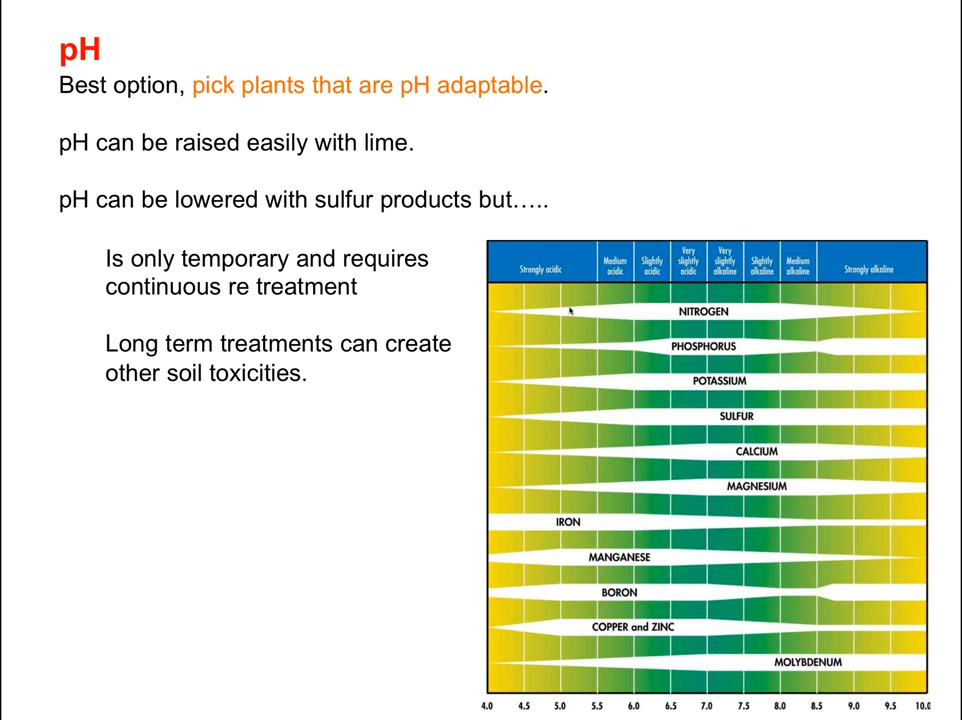 pH
Best option, pick plants that are pH adaptable.
pH can be raised easily with lime.
pH can be lowered with sulfur products but…..
Is only temporary and requires
continuous re treatment
Long term treatments can create
other soil toxicities.
Strongly acidic
Medium
acidic
Slightly
acidic
Very
slightly
acidic
Very
slightly
alkaline
Slightly
alkaline
Medium
alkaline
Strongly alkaline
NITROGEN
PHOSPHORUS
POTASSIUM
SULFUR
CALCIUM
MAGNESIUM
IRON
MANGANESE
BORON
COPPER and ZINC
MOLYBDENUM
4.0 4.5 5.0 5.5 6.0 6.5 7.0 7.5 8.0 8.5 9.0 9.5 10.0